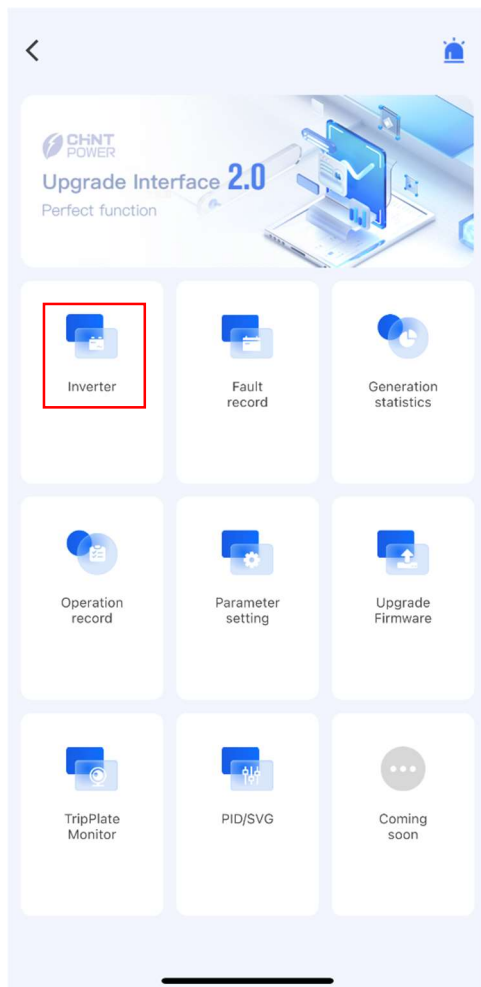 CHNT
POWER
Upgrade Interface 2.0
Perfect function
Inverter
Fault
record
Generation
statistics
Operation
record
Parameter
setting
Upgrade
Firmware
TripPlate
Monitor
PID/SVG
Coming
soon